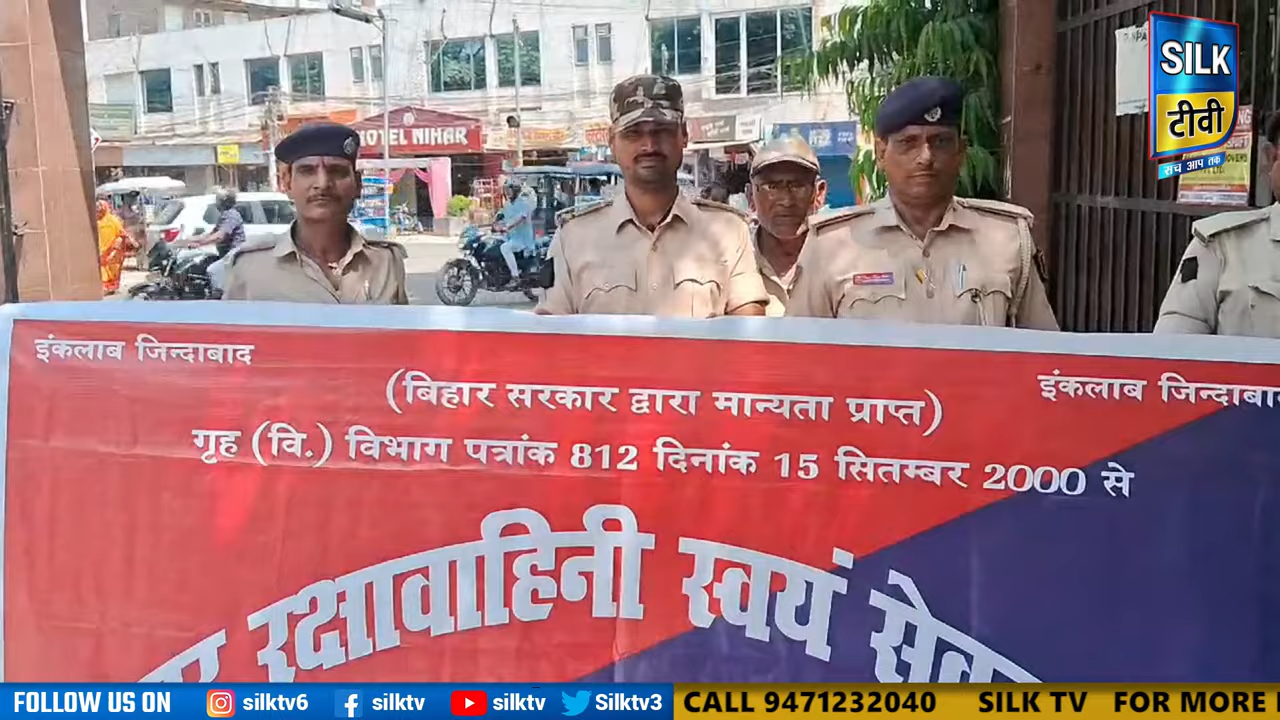 SILK
टीवी
सच आप तक
HOTEL NIHAR
इंकलाब जिन्दाबाद
इंकलाब
(बिहार सरकार द्वारा मान्यता प्राप्त)
गृह (वि.) विभाग पत्रांक 812 दिनांक 15 सितम्बर 2000 से
रक्षावाहिनी स्वयं
FOLLOW US ON silktv6 silktv silktv Silktv3 CALL 9471232040 SILK TV FOR MORE